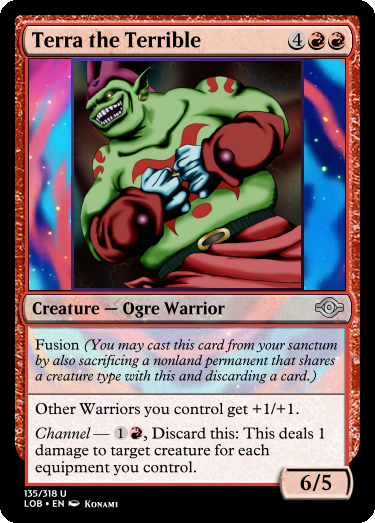 Terra the Terrible 4
Creature — Ogre Warrior
Fusion (You may cast this card from your sanctum
by also sacrificing a nonland permanent that shares
a creature type with this and discarding a card.)
Other Warriors you control get +1/+1.
Channel — 1, Discard this: This deals 1
damage to target creature for each
equipment you control.
6/5
135/318 U
LOB • EN Konami